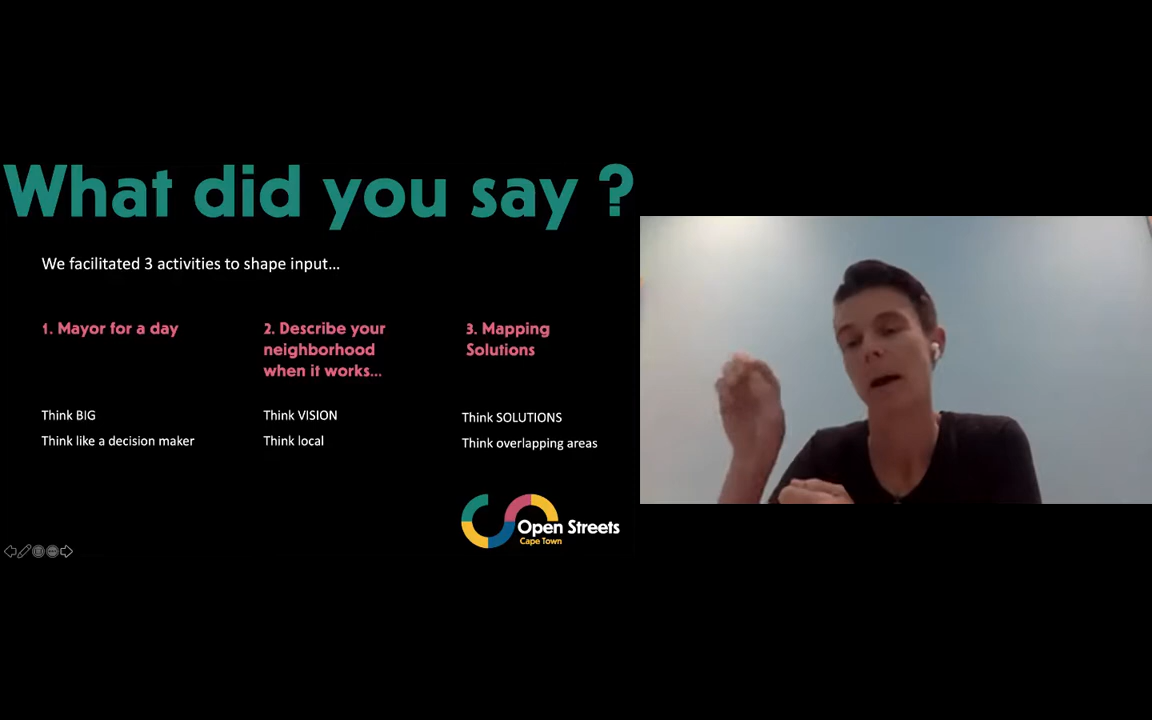 What did you say ?
We facilitated 3 activities to shape input...
1. Mayor for a day
Think BIG
Think like a decision maker
2. Describe your
neighborhood
when it works...
Think VISION
Think local
3. Mapping
Solutions
Think SOLUTIONS
Think overlapping areas
Open Streets
Cape Town